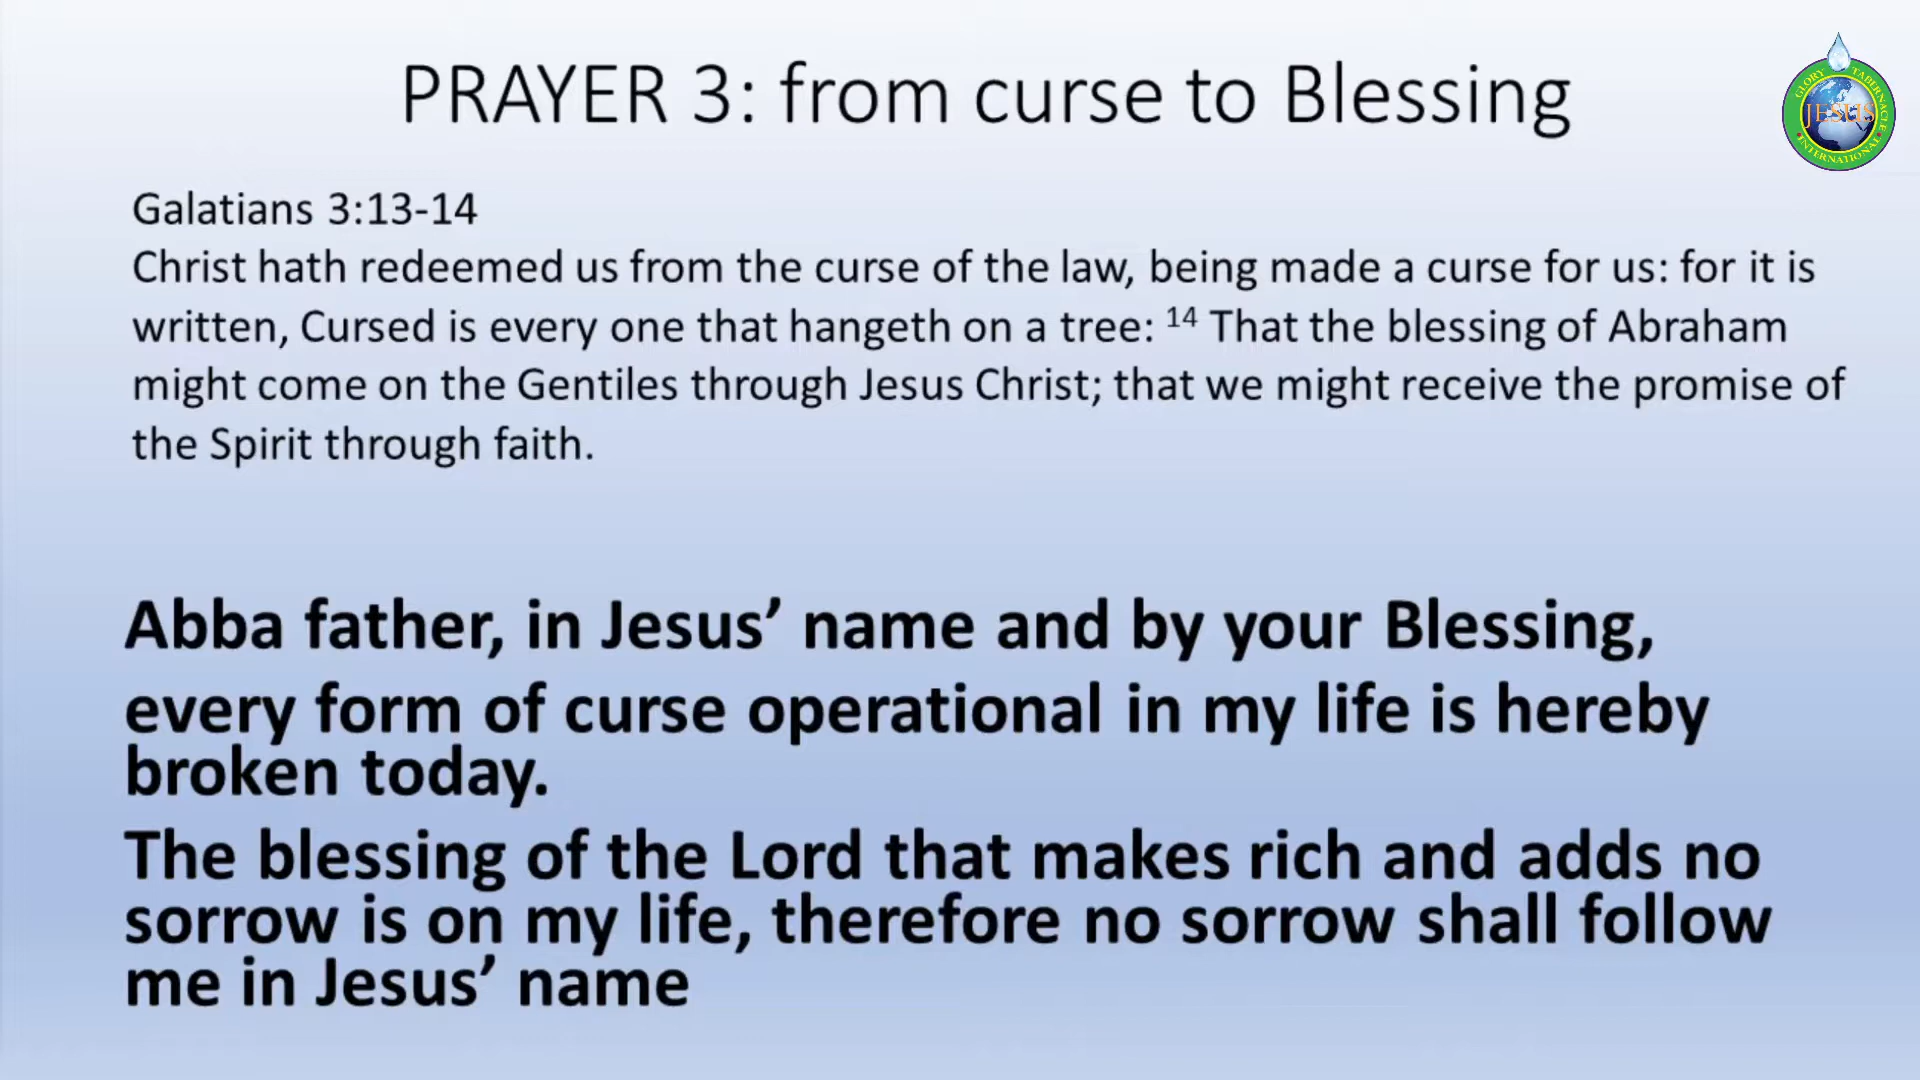 PRAYER 3: from curse to Blessing
GLORY TABERNACLE
JESUS
INTERNATIONAL
Galatians 3:13-14
Christ hath redeemed us from the curse of the law, being made a curse for us: for it is
written, Cursed is every one that hangeth on a tree: 14 That the blessing of Abraham
might come on the Gentiles through Jesus Christ; that we might receive the promise of
the Spirit through faith.
Abba father, in Jesus’ name and by your Blessing,
every form of curse operational in my life is hereby
broken today.
The blessing of the Lord that makes rich and adds no
sorrow is on my life, therefore no sorrow shall follow
me in Jesus’ name